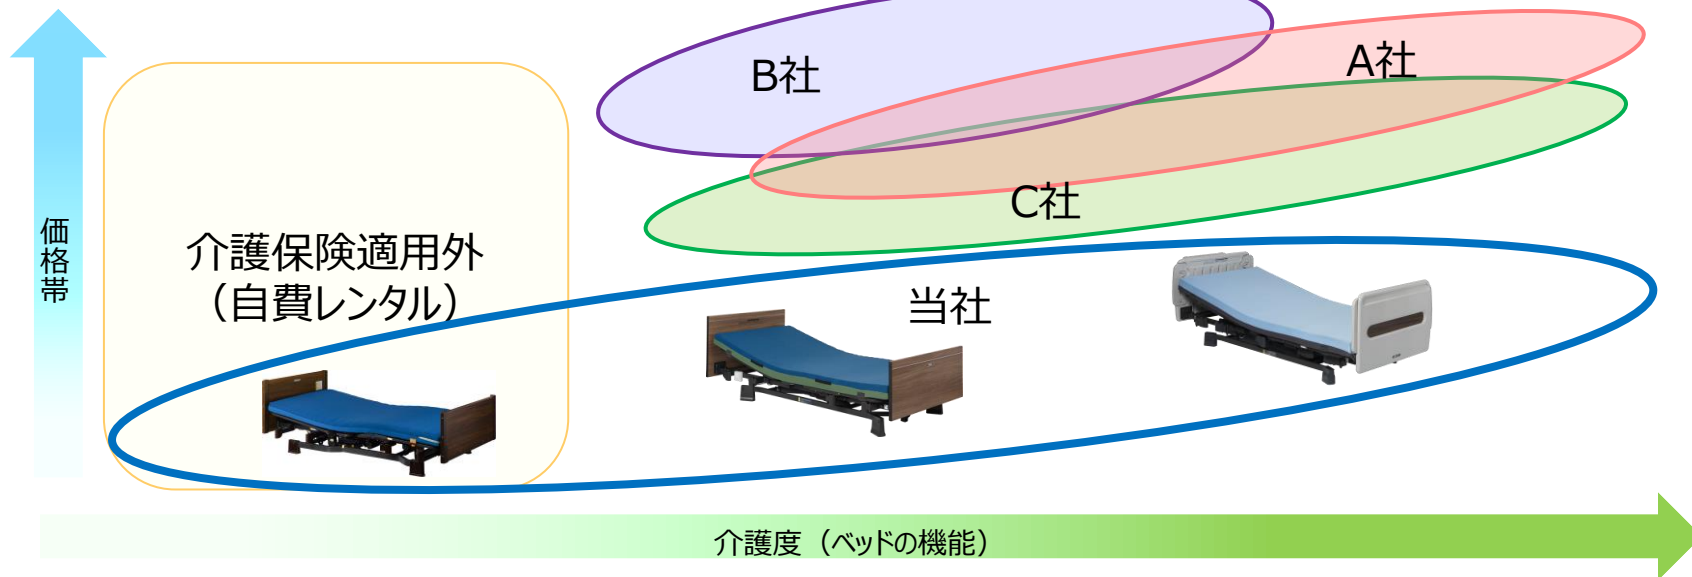 B社
A社
C社
価格帯
介護保険適用外
（自費レンタル）
当社
介護度（ベッドの機能）